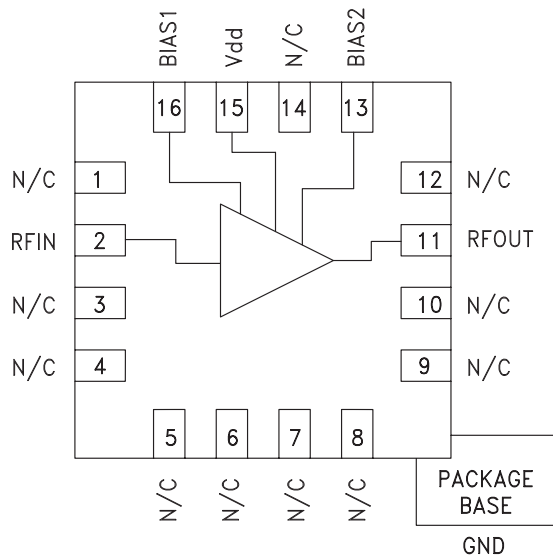 BIAS1
Vdd
N/C
BIAS2
16
15
14
13
N/C
1
12
N/C
RFIN
2
11
RFOUT
N/C
3
10
N/C
N/C
4
9
N/C
5
6
7
8
N/C
N/C
N/C
N/C
PACKAGE
BASE
GND